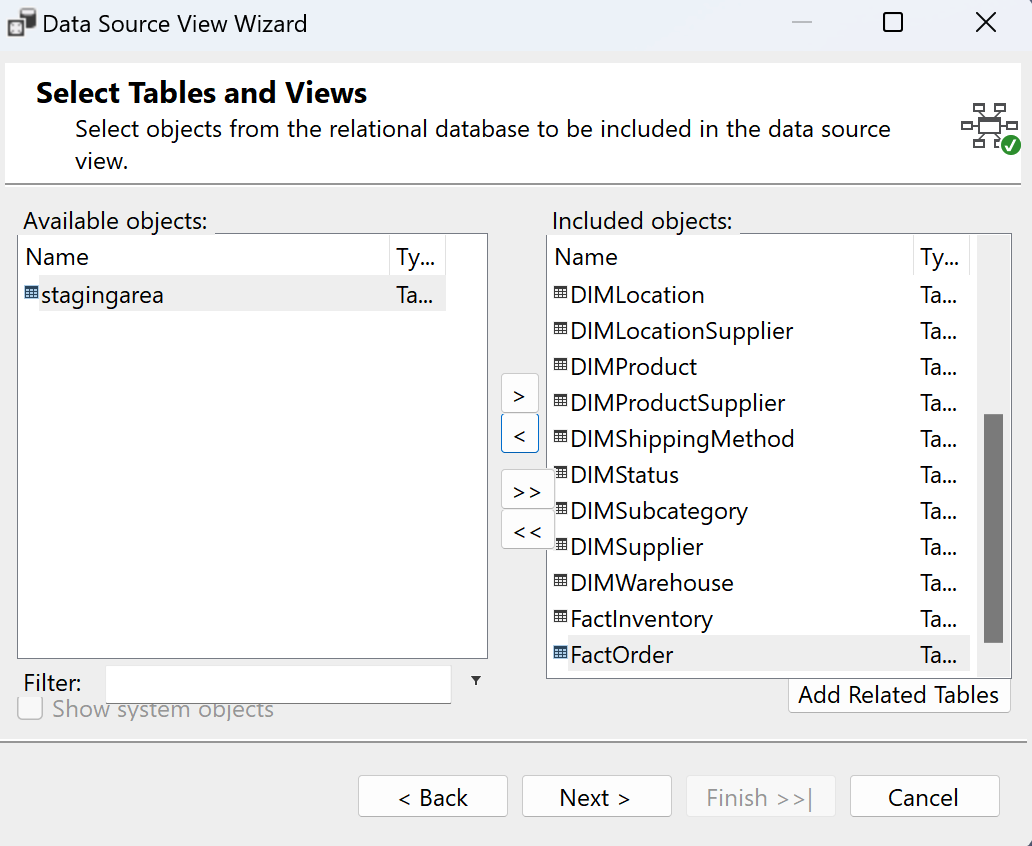 Data Source View Wizard
Select Tables and Views
Select objects from the relational database to be included in the data source
view.
Available objects:
Name Ty...
stagingarea Ta...
Filter:
Show system objects
>
<
>>
<<
Included objects:
Name Ty...
DIMLocation Ta...
DIMLocationSupplier Ta...
DIMProduct Ta...
DIMProductSupplier Ta...
DIMShippingMethod Ta...
DIMStatus Ta...
DIMSubcategory Ta...
DIMSupplier Ta...
DIMWarehouse Ta...
FactInventory Ta...
FactOrder Ta...
Add Related Tables
< Back Next > Finish >>| Cancel